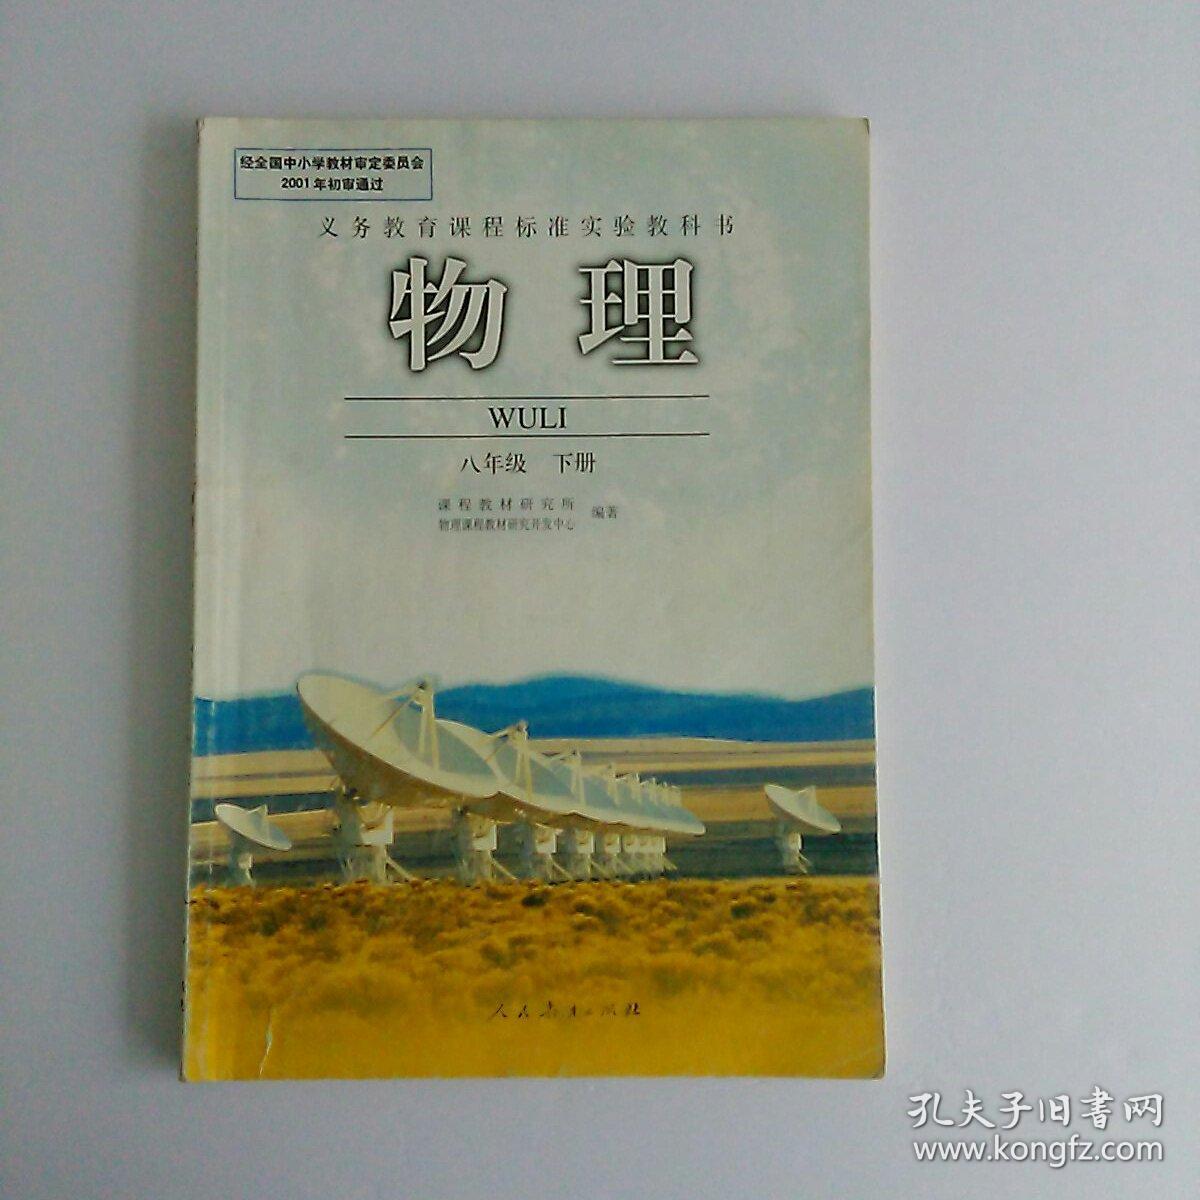 经全国中小学教材审定委员会
2001年初审通过
义务教育课程标准实验教科书
物理
WULI
八年级 下册
课程教材研究所
物理课程教材研究开发中心
编著
人民教育出版社
孔夫子旧书网
www.kongfz.com